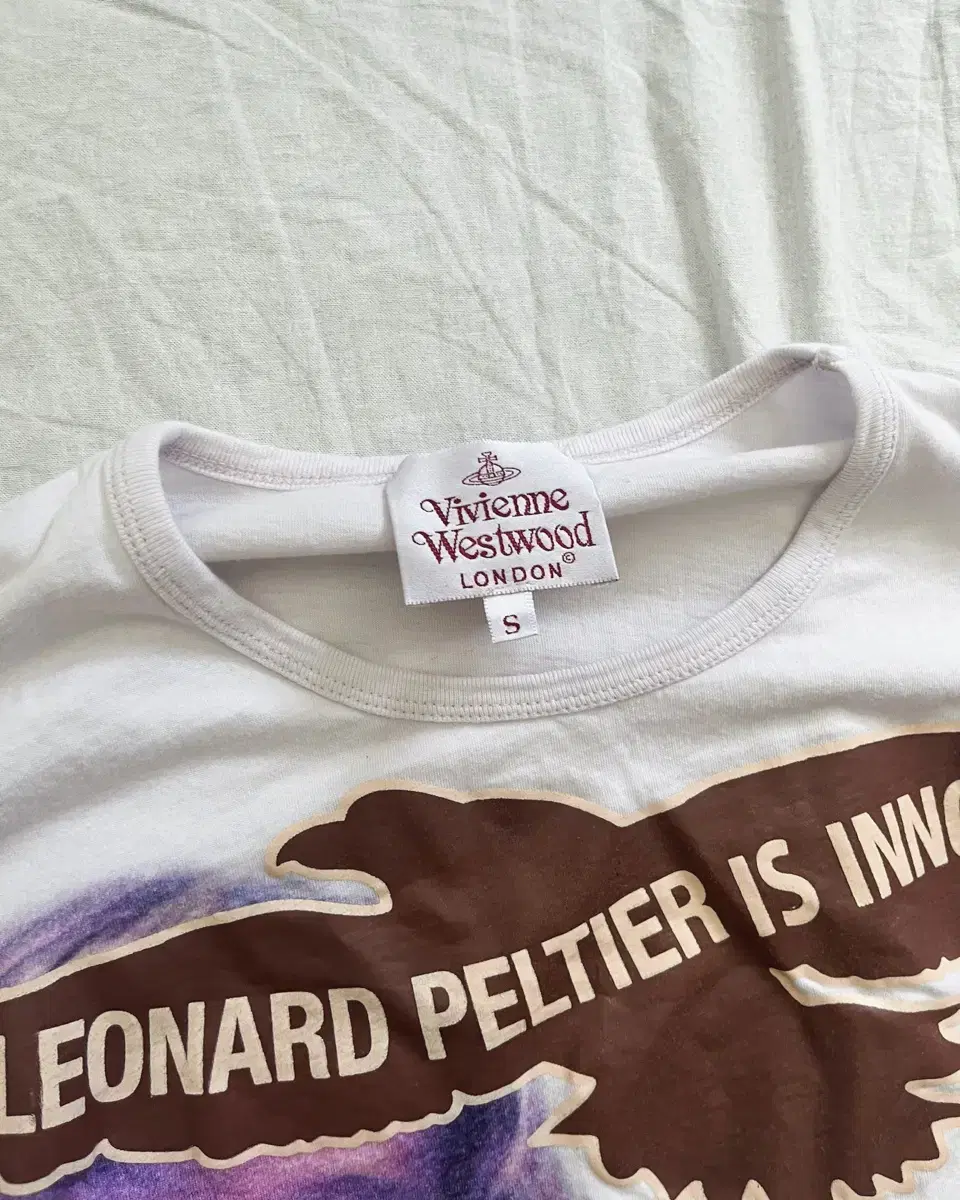 Vivienne
Westwood
©
LONDON
S
LEONARD PELTIER IS INNO